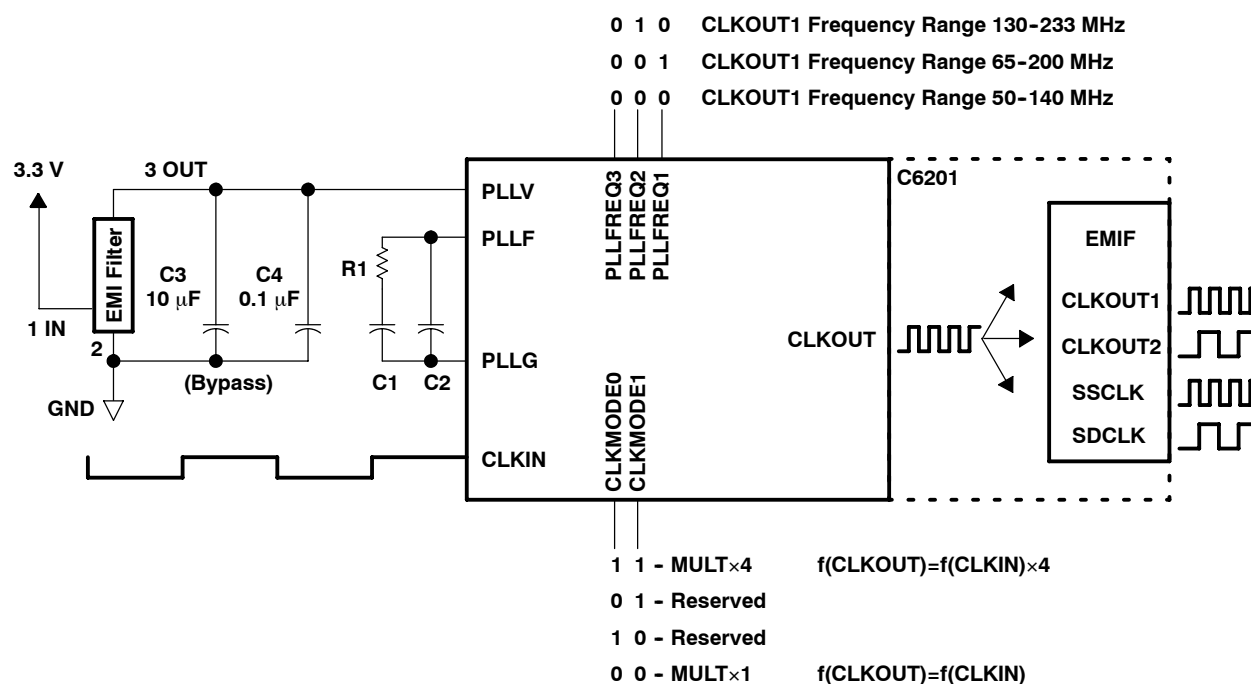 0 1 0 CLKOUT1 Frequency Range 130-233 MHz
0 0 1 CLKOUT1 Frequency Range 65-200 MHz
0 0 0 CLKOUT1 Frequency Range 50-140 MHz
3.3 V
3 OUT
EMI Filter
1 IN
2
GND
C3
10 μF
C4
0.1 μF
(Bypass)
R1
C1
C2
PLLV
PLLF
PLLG
CLKIN
PLLFREQ3
PLLFREQ2
PLLFREQ1
CLKMODE0
CLKMODE1
CLKOUT
C6201
EMIF
CLKOUT1
CLKOUT2
SSCLK
SDCLK
1 1 - MULT×4 f(CLKOUT)=f(CLKIN)×4
0 1 - Reserved
1 0 - Reserved
0 0 - MULT×1 f(CLKOUT)=f(CLKIN)